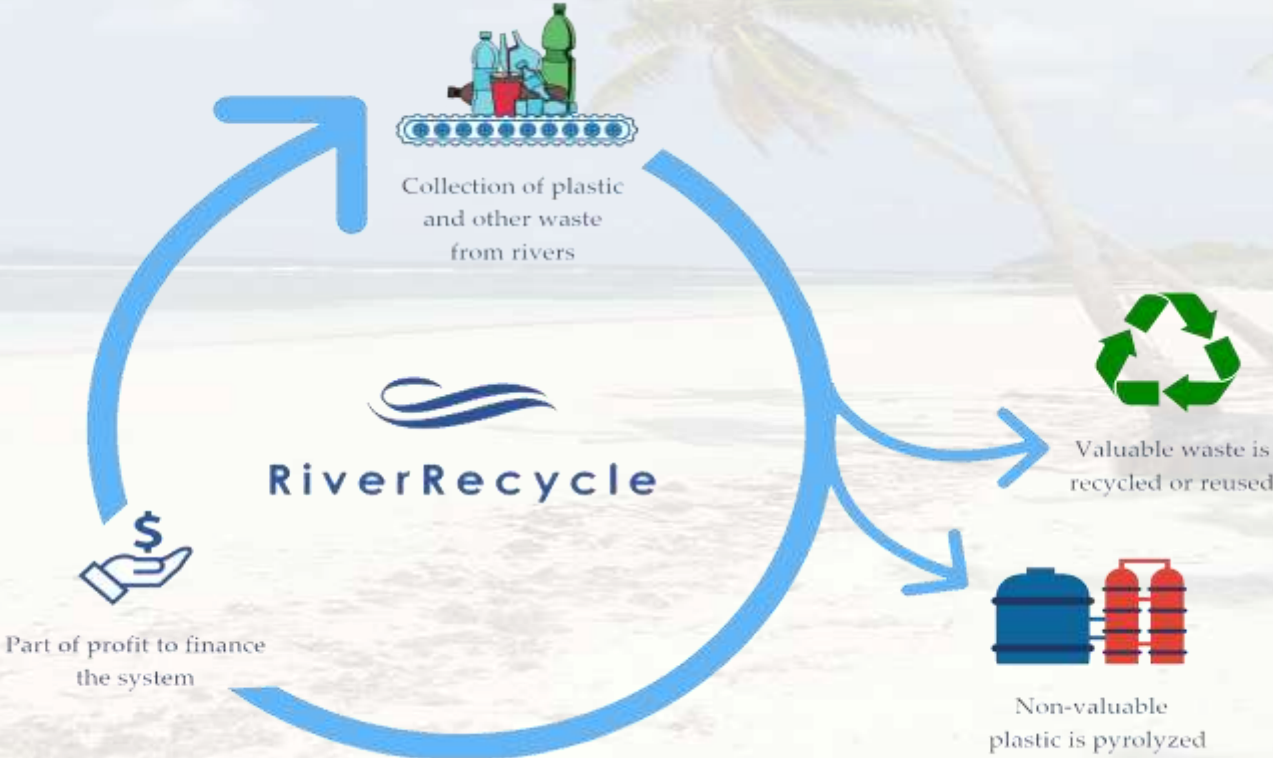 Collection of plastic
and other waste
from rivers
RiverRecycle
Valuable waste is
recycled or reused
$
Part of profit to finance
the system
Non-valuable
plastic is pyrolyzed